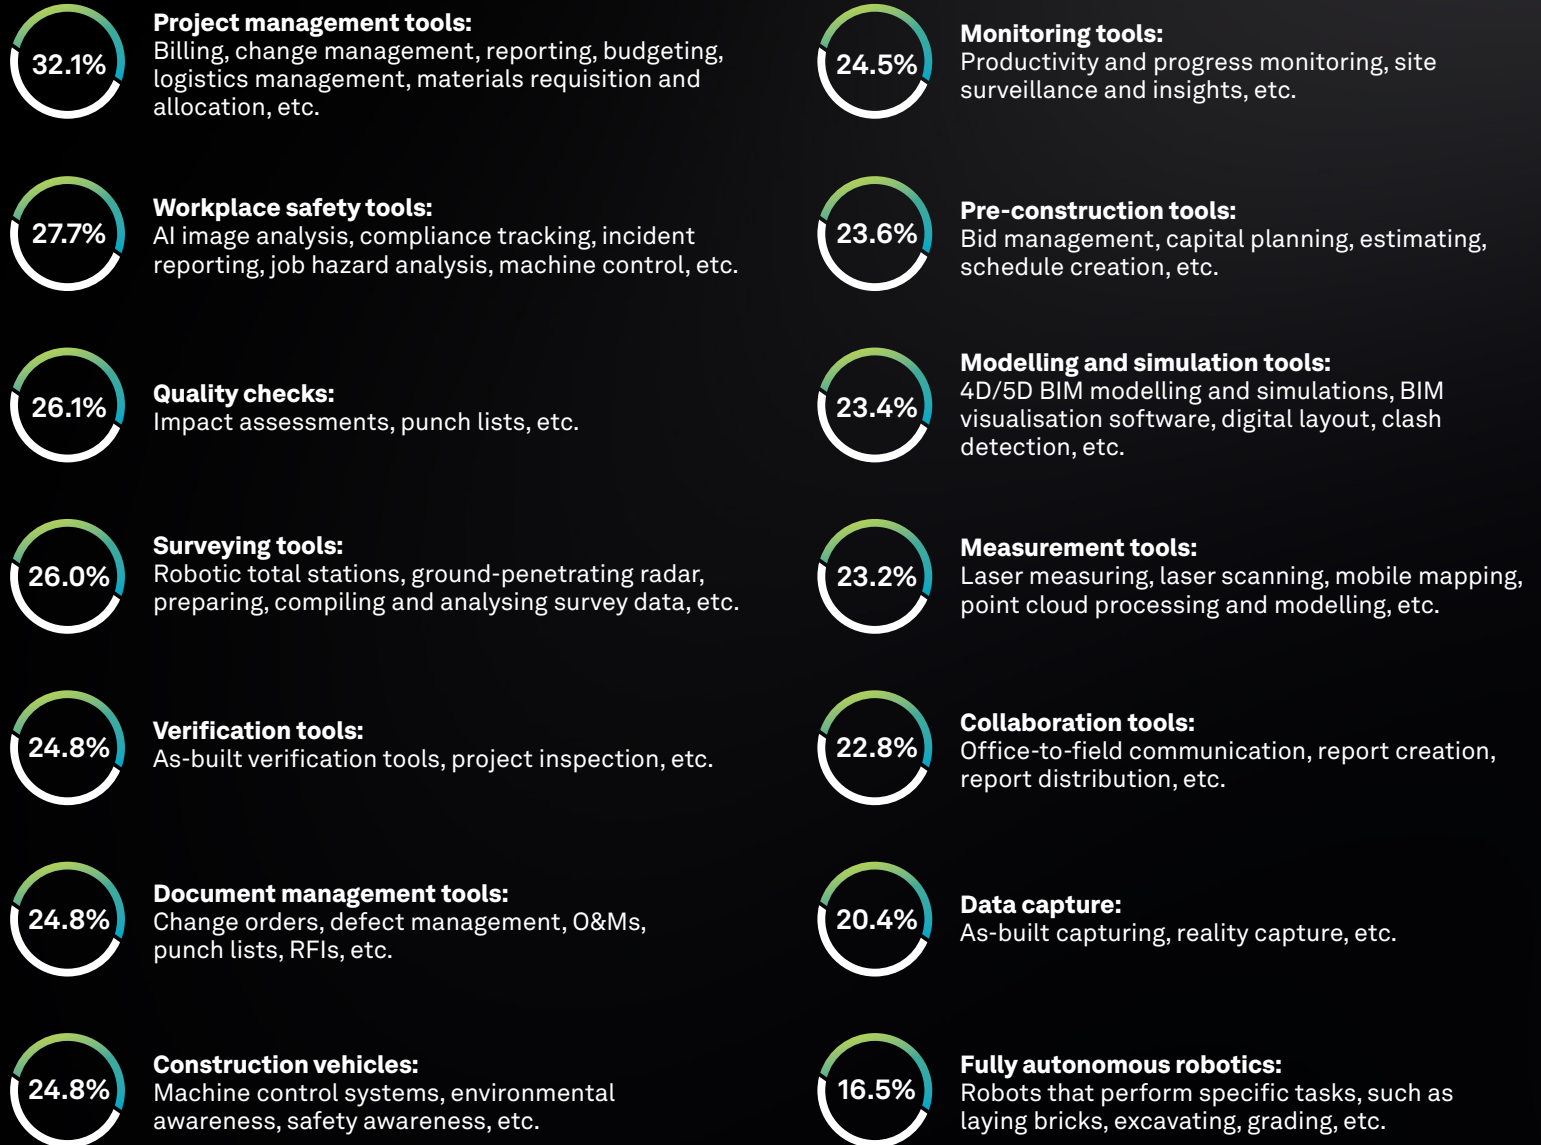 32.1%
Project management tools:
Billing, change management, reporting, budgeting,
logistics management, materials requisition and
allocation, etc.
27.7%
Workplace safety tools:
AI image analysis, compliance tracking, incident
reporting, job hazard analysis, machine control, etc.
26.1%
Quality checks:
Impact assessments, punch lists, etc.
26.0%
Surveying tools:
Robotic total stations, ground-penetrating radar,
preparing, compiling and analysing survey data, etc.
24.8%
Verification tools:
As-built verification tools, project inspection, etc.
24.8%
Document management tools:
Change orders, defect management, O&Ms,
punch lists, RFIs, etc.
24.8%
Construction vehicles:
Machine control systems, environmental
awareness, safety awareness, etc.
24.5%
Monitoring tools:
Productivity and progress monitoring, site
surveillance and insights, etc.
23.6%
Pre-construction tools:
Bid management, capital planning, estimating,
schedule creation, etc.
23.4%
Modelling and simulation tools:
4D/5D BIM modelling and simulations, BIM
visualisation software, digital layout, clash
detection, etc.
23.2%
Measurement tools:
Laser measuring, laser scanning, mobile mapping,
point cloud processing and modelling, etc.
22.8%
Collaboration tools:
Office-to-field communication, report creation,
report distribution, etc.
20.4%
Data capture:
As-built capturing, reality capture, etc.
16.5%
Fully autonomous robotics:
Robots that perform specific tasks, such as
laying bricks, excavating, grading, etc.